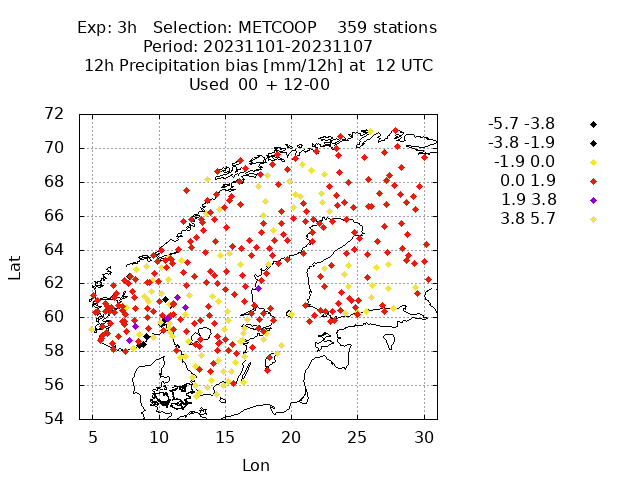 Exp: 3h   Selection: METCOOP    359 stations
Period: 20231101-20231107
12h Precipitation bias [mm/12h] at  12 UTC
Used  00 + 12-00
72
70
68
66
64
62
60
58
56
54
Lat
5 10 15 20 25 30
Lon
-5.7 -3.8
-3.8 -1.9
-1.9 0.0
0.0 1.9
1.9 3.8
3.8 5.7